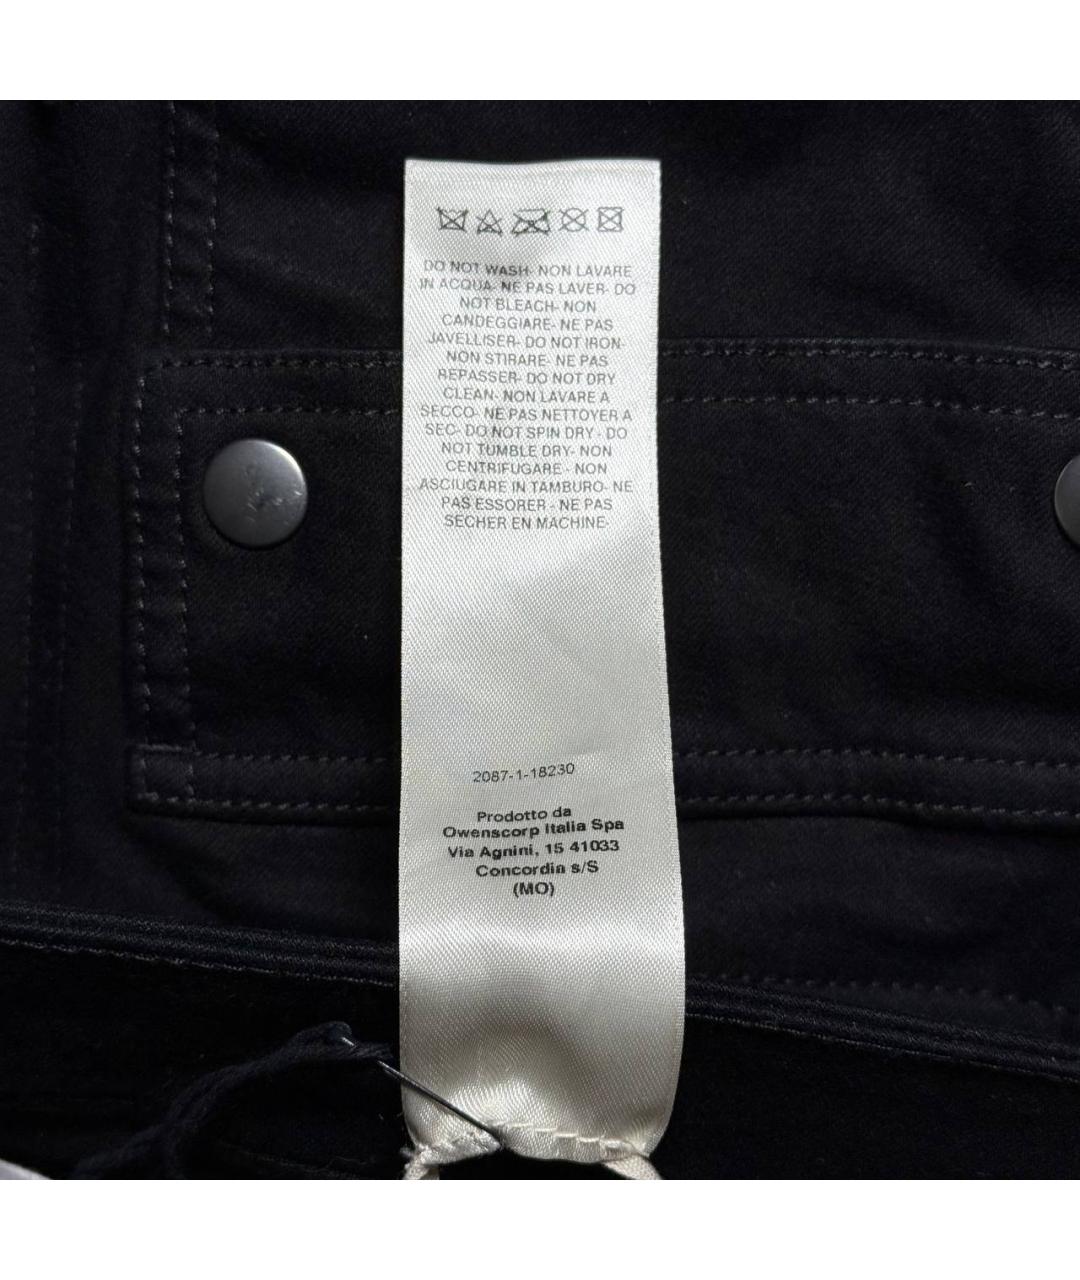 DO NOT WASH- NON LAVARE
IN ACQUA- NE PAS LAVER- DO
NOT BLEACH- NON
CANDEGGIARE- NE PAS
JAVELLISER- DO NOT IRON-
NON STIRARE- NE PAS
REPASSER- DO NOT DRY
CLEAN- NON LAVARE A
SECCO- NE PAS NETTOYER A
SEC- DO NOT SPIN DRY - DO
NOT TUMBLE DRY- NON
CENTRIFUGARE - NON
ASCIUGARE IN TAMBURO- NE
PAS ESSORER - NE PAS
SECHER EN MACHINE-
2087-1-18230
Prodotto da
Owenscorp Italia Spa
Via Agnini, 15 41033
Concordia s/S
(MO)